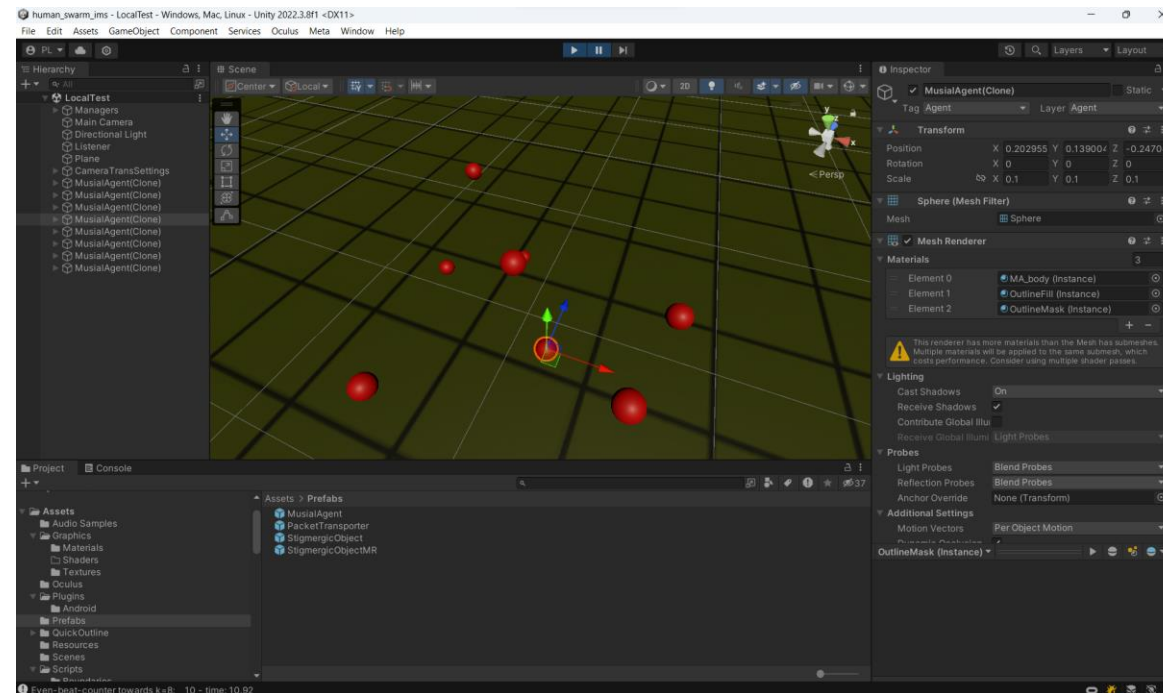 human_swarm_ims - LocalTest - Windows, Mac, Linux - Unity 2022.3.8f1 <DX11>
File Edit Assets GameObject Component Services Oculus Meta Window Help
PL Layers Layout
Hierarchy
All
LocalTest
Managers
Main Camera
Directional Light
Listener
Plane
CameraTransSettings
MusialAgent(Clone)
MusialAgent(Clone)
MusialAgent(Clone)
MusialAgent(Clone)
MusialAgent(Clone)
MusialAgent(Clone)
MusialAgent(Clone)
MusialAgent(Clone)
Scene
Center Local 2D
y
z
x
Persp
Inspector
MusialAgent(Clone) Static
Tag Agent Layer Agent
Transform
Position X 0.202955 Y 0.139004 Z -0.2470
Rotation X 0 Y 0 Z 0
Scale X 0.1 Y 0.1 Z 0.1
Sphere (Mesh Filter)
Mesh Sphere
Mesh Renderer
Materials 3
Element 0 MA_body (Instance)
Element 1 OutlineFill (Instance)
Element 2 OutlineMask (Instance)
This renderer has more materials than the Mesh has submeshes.
Multiple materials will be applied to the same submesh, which
costs performance. Consider using multiple shader passes.
Lighting
Cast Shadows On
Receive Shadows
Contribute Global Illu
Receive Global Illumi Light Probes
Probes
Light Probes Blend Probes
Reflection Probes Blend Probes
Anchor Override None (Transform)
Additional Settings
Motion Vectors Per Object Motion
Dynamic Occlusion
OutlineMask (Instance)
Project Console
37
Assets
Audio Samples
Graphics
Materials
Shaders
Textures
Oculus
Plugins
Android
Prefabs
QuickOutline
Resources
Scenes
Scripts
Boundaries
Assets > Prefabs
MusialAgent
PacketTransporter
StigmergicObject
StigmergicObjectMR
Even-beat-counter towards k=8: 10 - time: 10.92